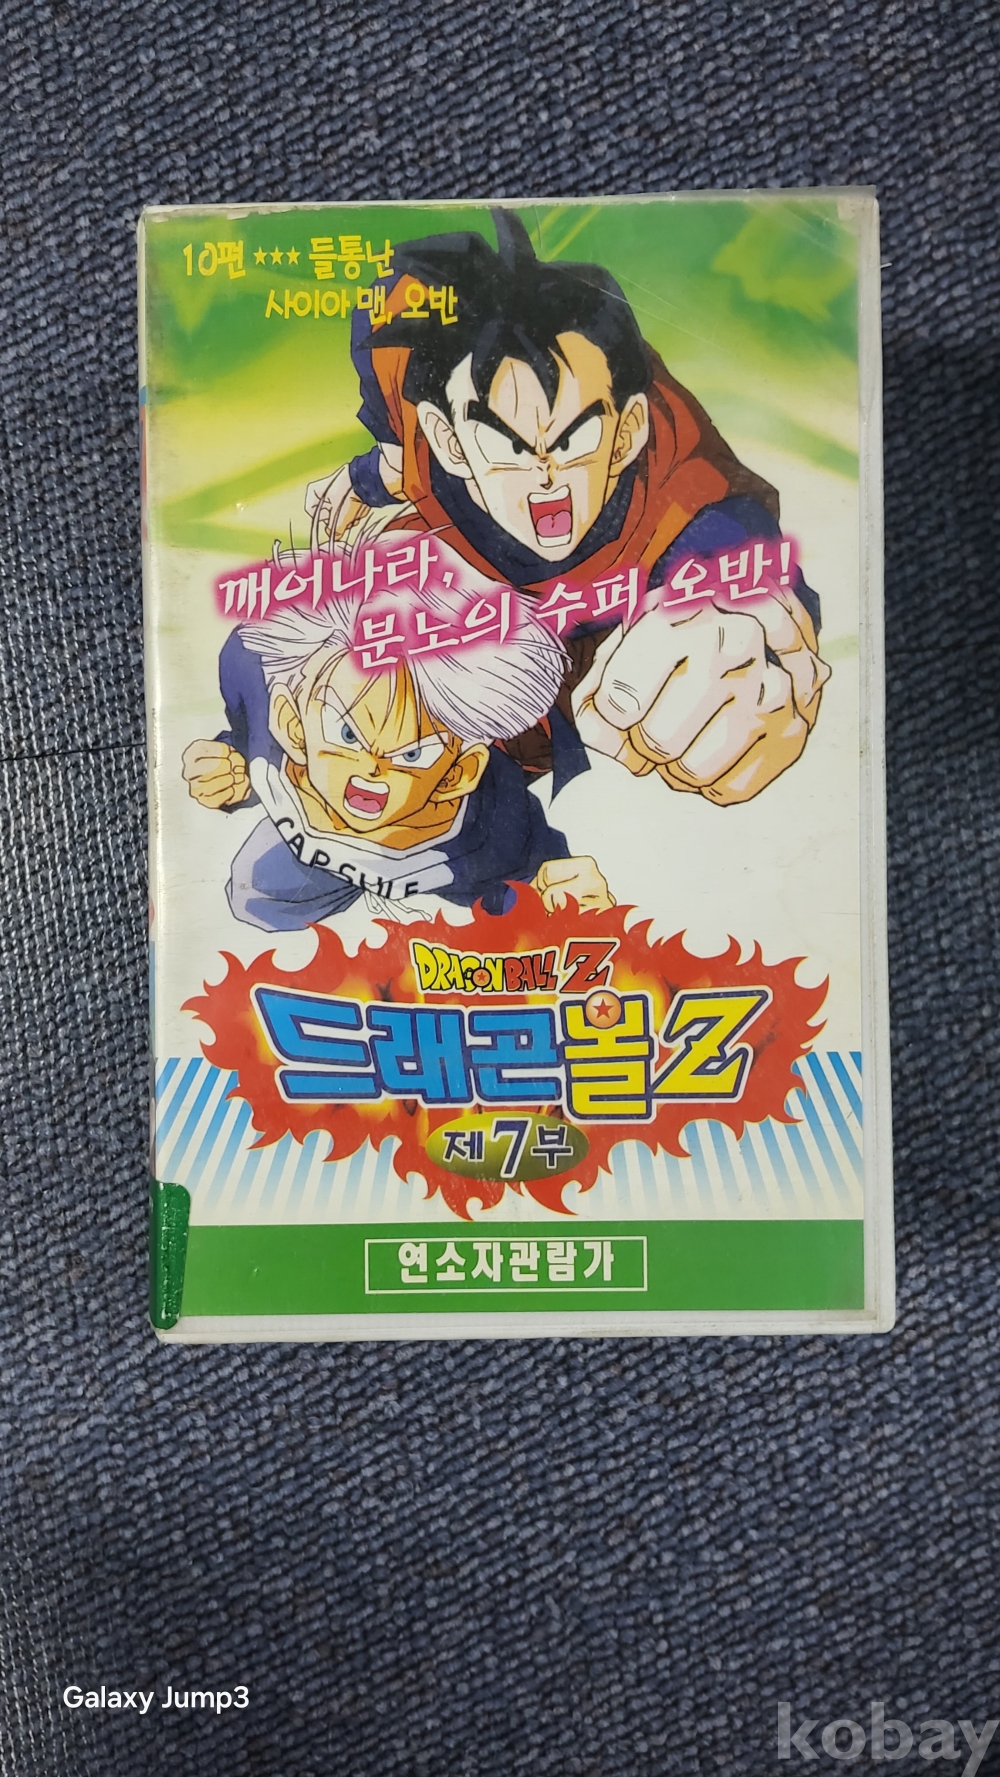 10편 ★★★ 들통난
사이아 맨, 오반
깨어나라,
분노의 수퍼 오반!
CAPSULE
DRAGON BALL Z
드래곤볼Z
제7부
연소자관람가
Galaxy Jump3
kobay